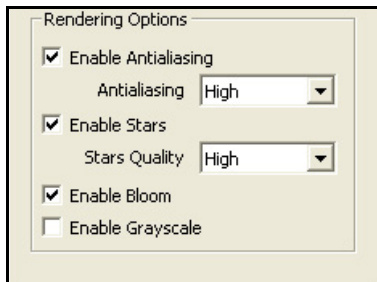 Rendering Options
Enable Antialiasing
Antialiasing High
Enable Stars
Stars Quality High
Enable Bloom
Enable Grayscale